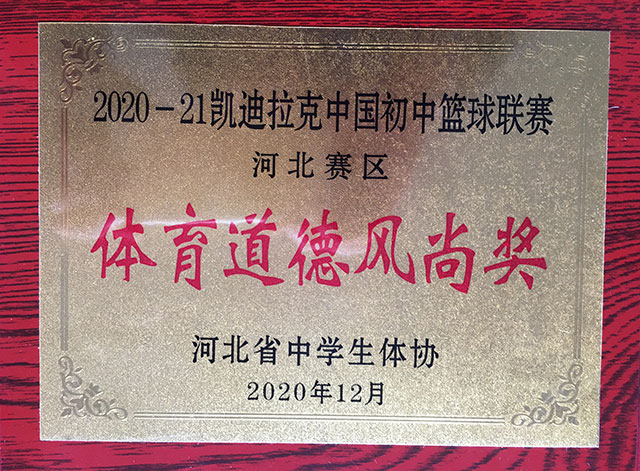 2020－21凯迪拉克中国初中篮球联赛
河北赛区
体育道德风尚奖
河北省中学生体协
2020年12月